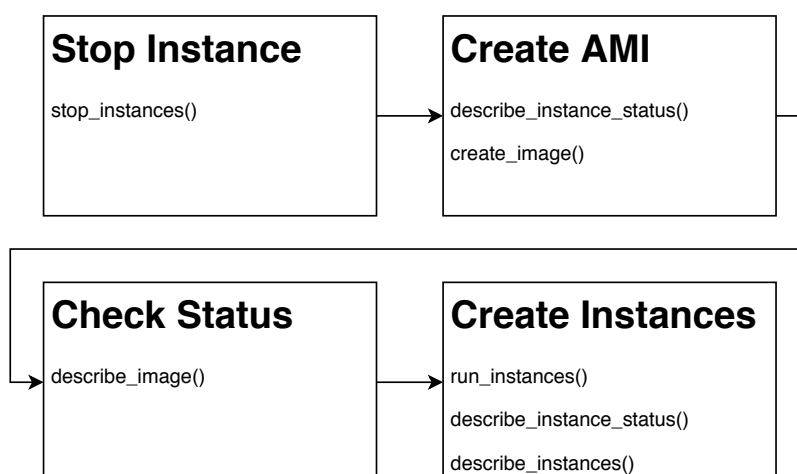 Stop Instance
stop_instances()
Create AMI
describe_instance_status()
create_image()
Check Status
describe_image()
Create Instances
run_instances()
describe_instance_status()
describe_instances()